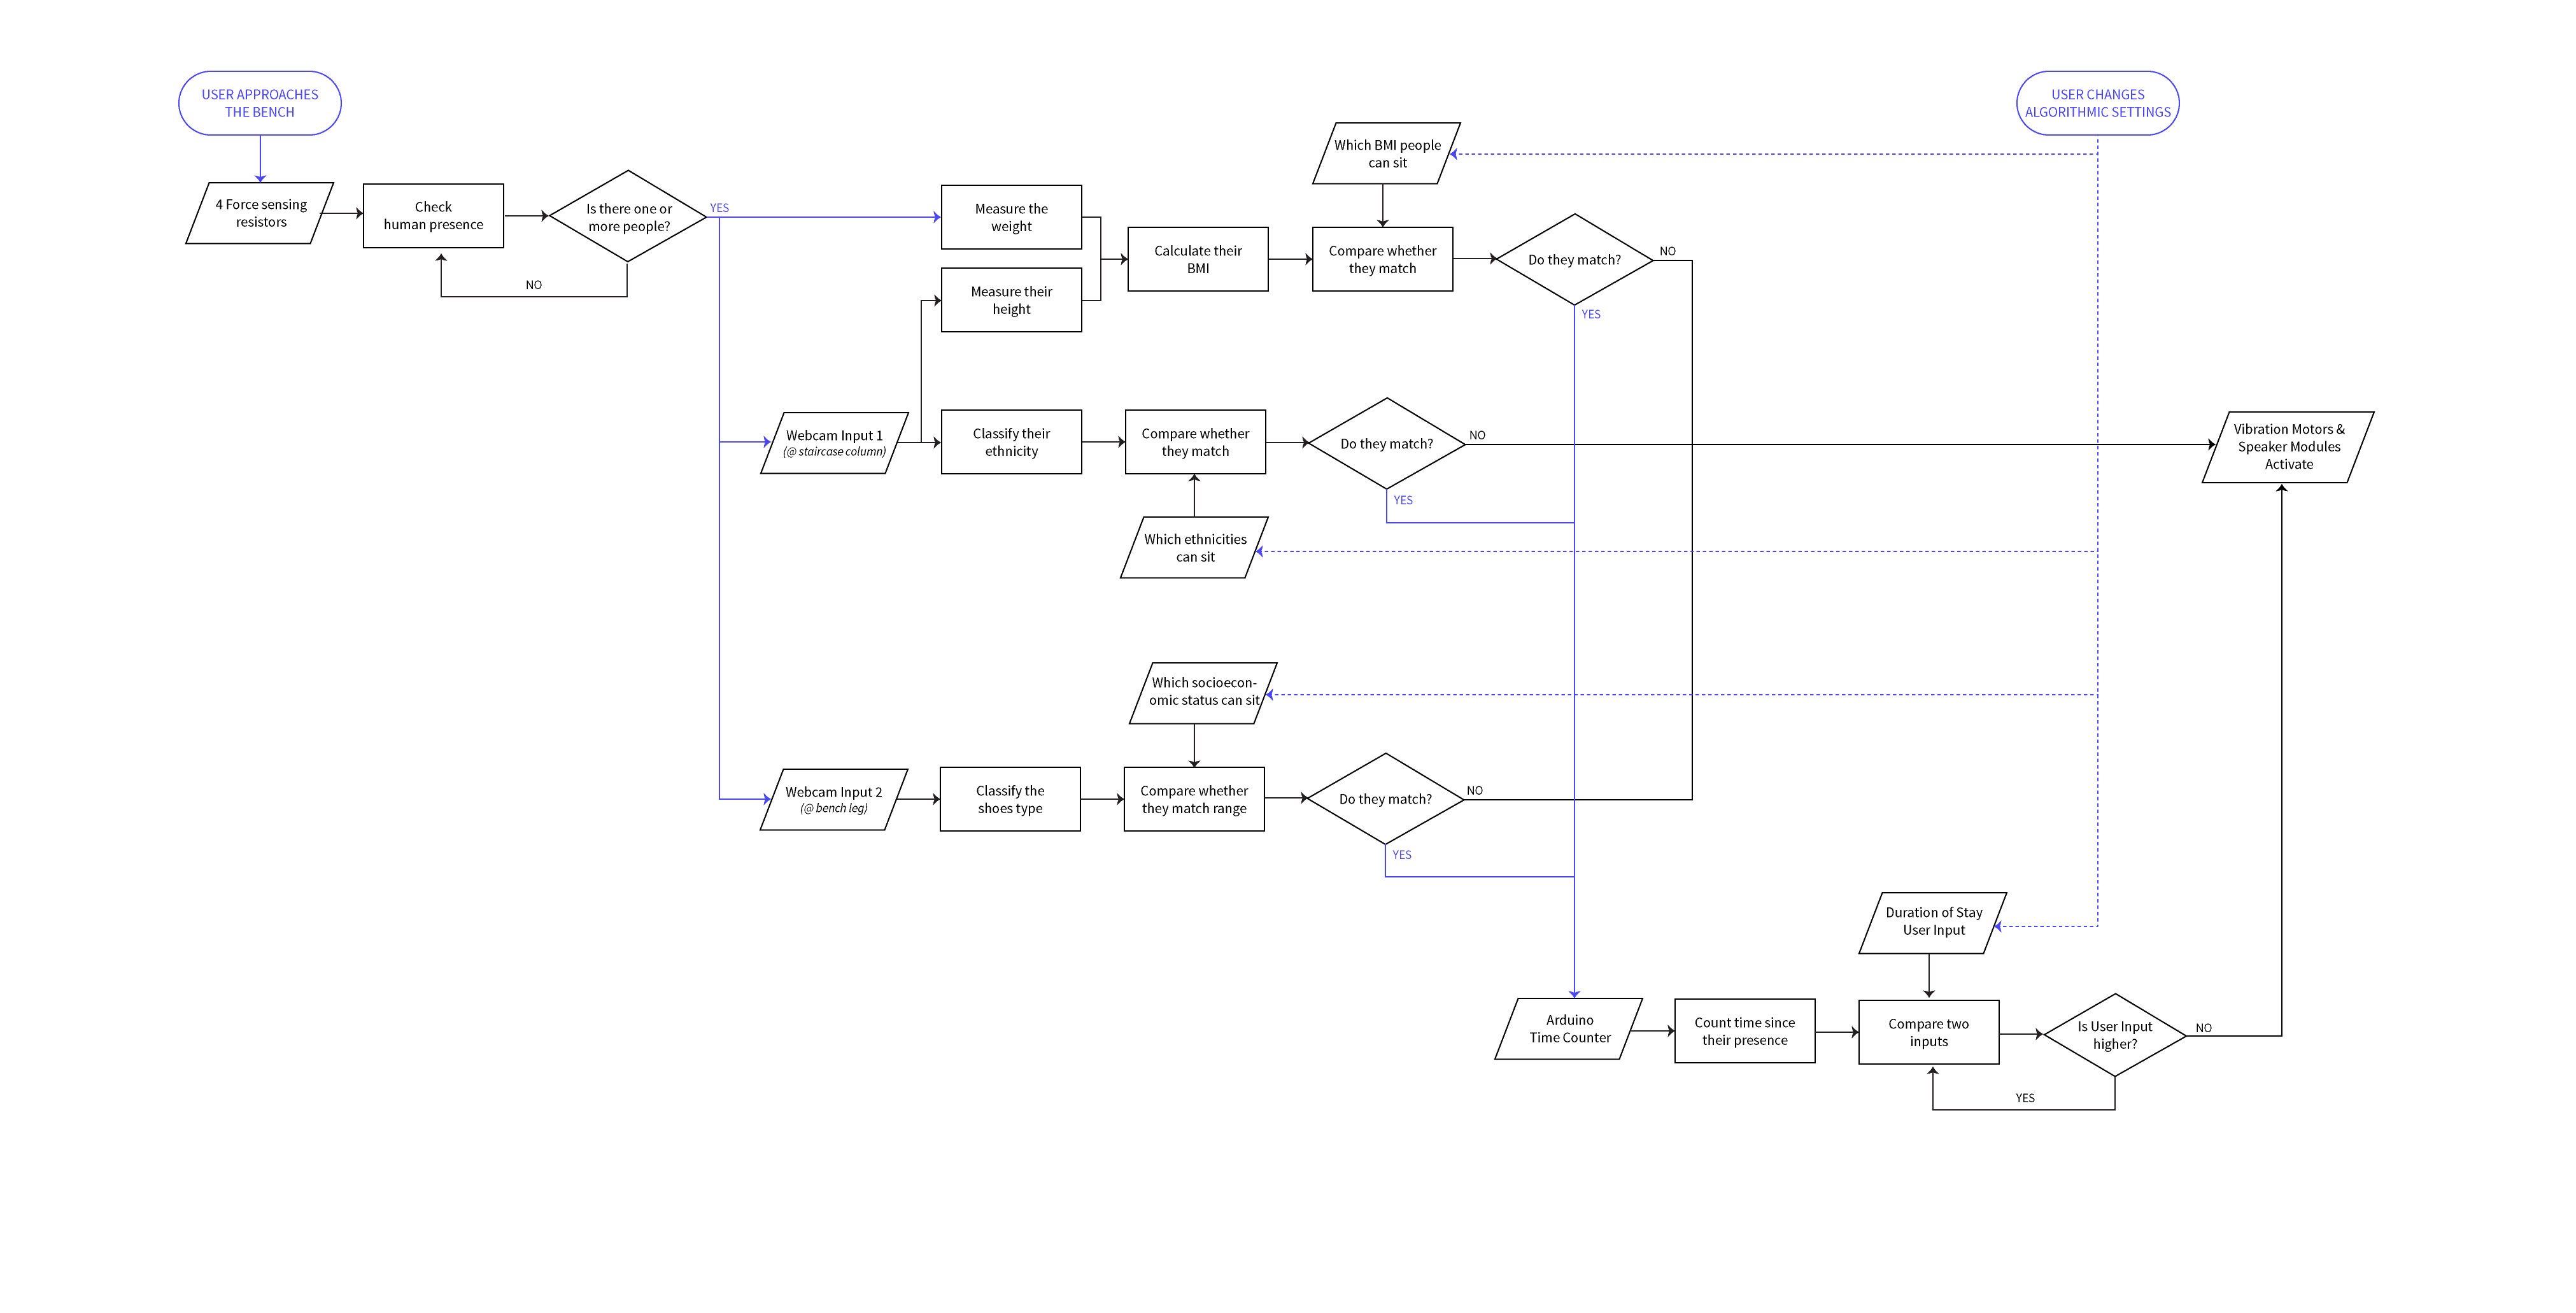 USER APPROACHES
THE BENCH
USER CHANGES
ALGORITHMIC SETTINGS
Which BMI people
can sit
4 Force sensing
resistors
Check
human presence
Is there one or
more people?
YES
NO
Measure the
weight
Measure their
height
Calculate their
BMI
Compare whether
they match
Do they match?
NO
YES
Webcam Input 1
(@ staircase column)
Classify their
ethnicity
Compare whether
they match
Do they match?
NO
YES
Vibration Motors &
Speaker Modules
Activate
Which ethnicities
can sit
Which socioecon-
omic status can sit
Webcam Input 2
(@ bench leg)
Classify the
shoes type
Compare whether
they match range
Do they match?
NO
YES
Duration of Stay
User Input
Arduino
Time Counter
Count time since
their presence
Compare two
inputs
Is User Input
higher?
NO
YES